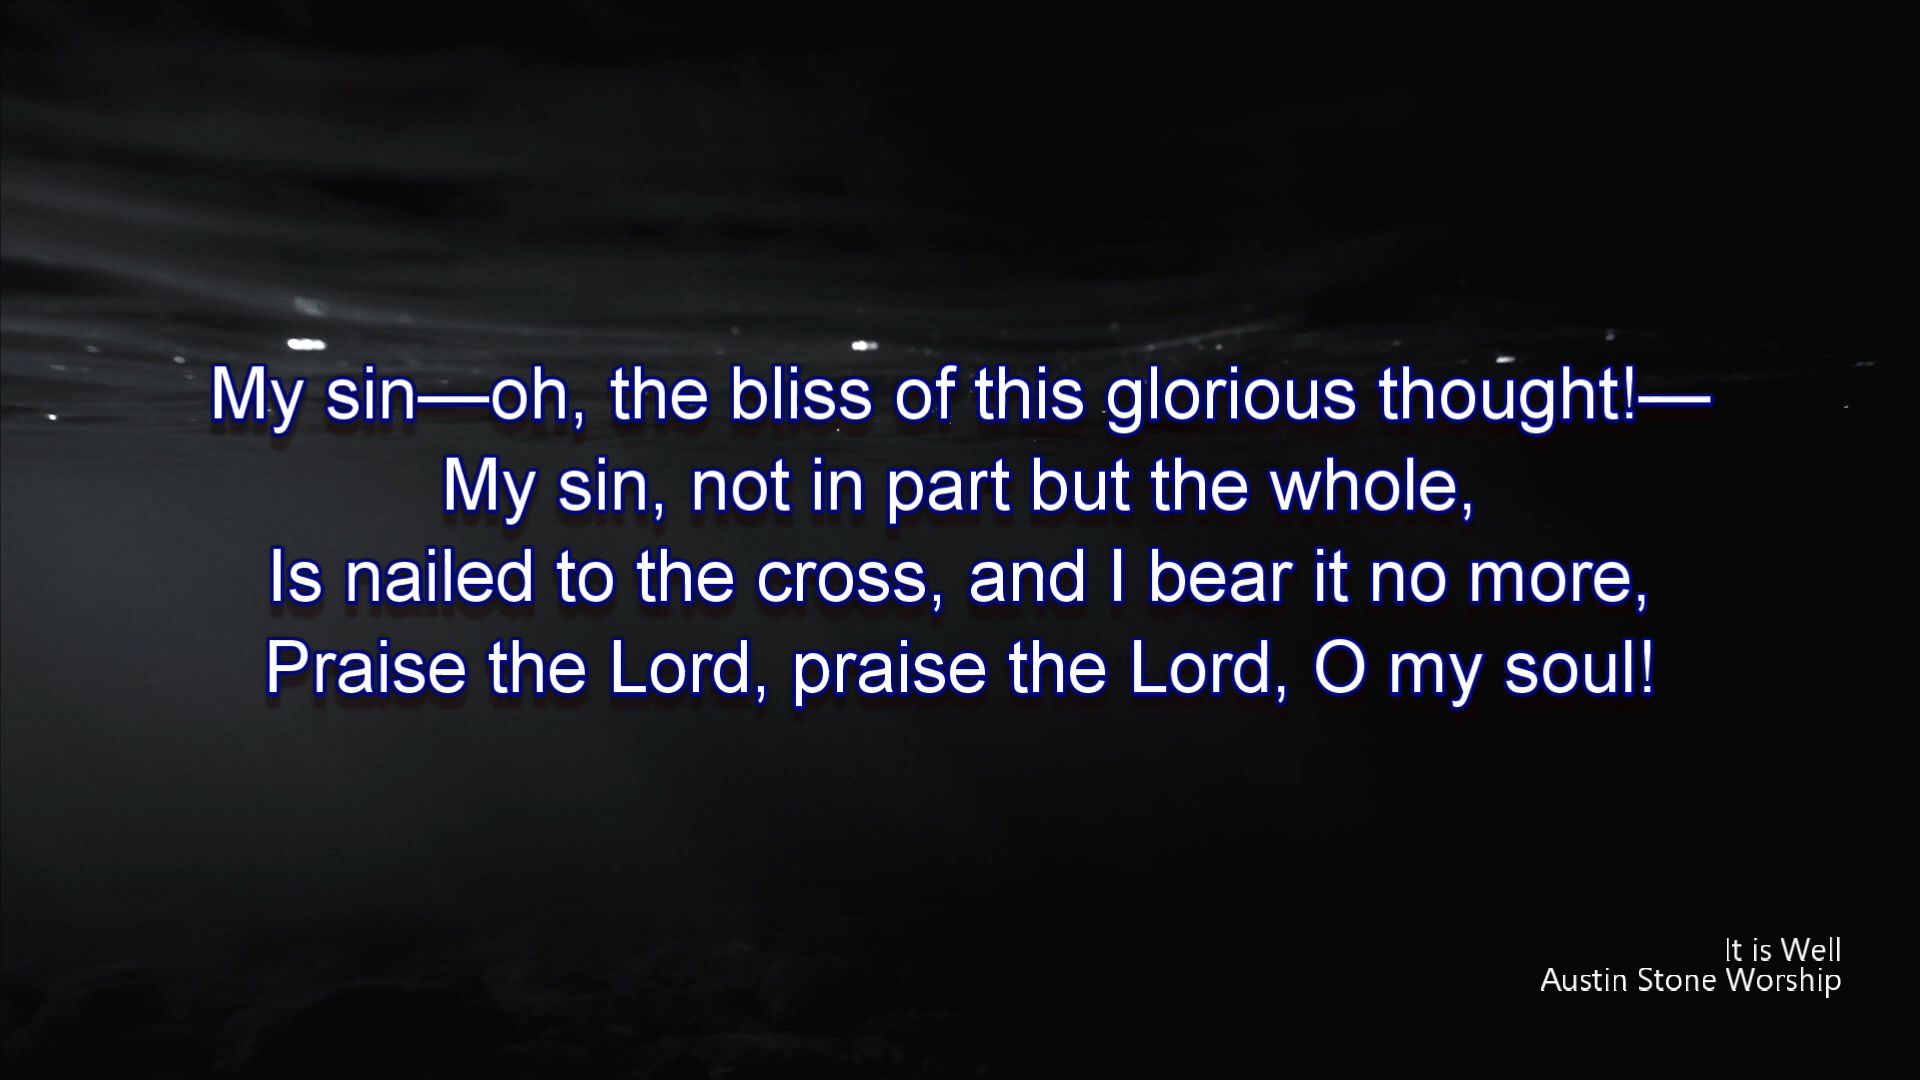 My sin—oh, the bliss of this glorious thought!—
My sin, not in part but the whole,
Is nailed to the cross, and I bear it no more,
Praise the Lord, praise the Lord, O my soul!
It is Well
Austin Stone Worship